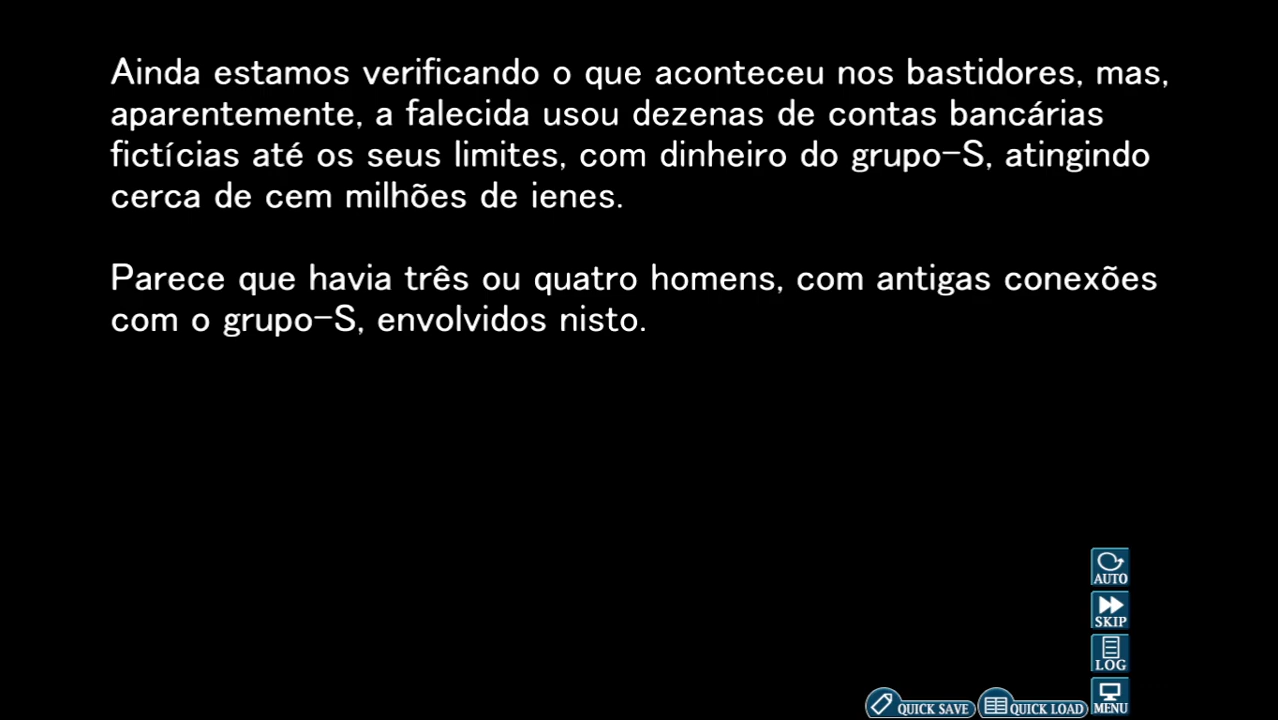 Ainda estamos verificando o que aconteceu nos bastidores, mas,
aparentemente, a falecida usou dezenas de contas bancárias
fictícias até os seus limites, com dinheiro do grupo-S, atingindo
cerca de cem milhões de ienes.
Parece que havia três ou quatro homens, com antigas conexões
com o grupo-S, envolvidos nisto.
AUTO
SKIP
LOG
QUICK SAVE
QUICK LOAD
MENU